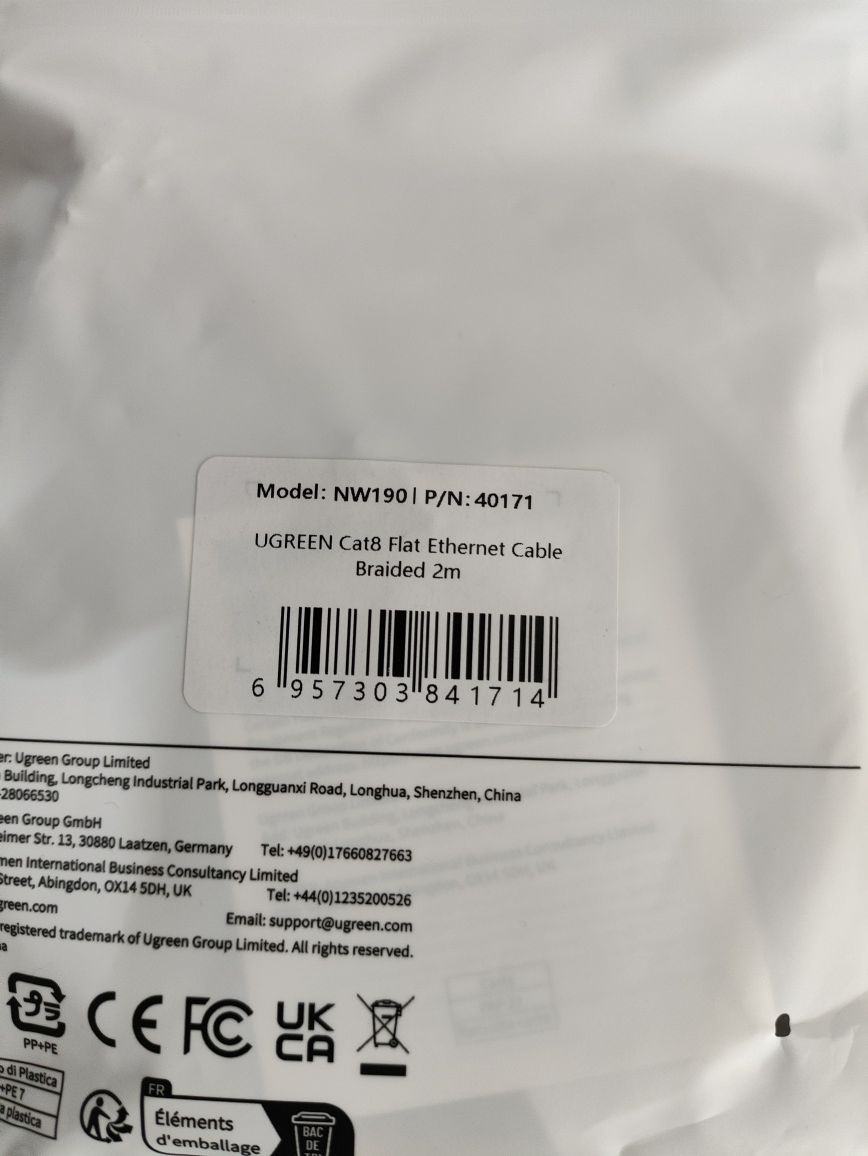 Model: NW190| P/N: 40171
UGREEN Cat8 Flat Ethernet Cable
Braided 2m
6 957303 841714
er: Ugreen Group Limited
Building, Longcheng Industrial Park, Longguanxi Road, Longhua, Shenzhen, China
-28066530
een Group GmbH
eimer Str. 13, 30880 Laatzen, Germany Tel: +49(0)17660827663
men International Business Consultancy Limited
Street, Abingdon, OX14 5DH, UK Tel: +44(0)1235200526
green.com Email: support@ugreen.com
registered trademark of Ugreen Group Limited. All rights reserved.
na
プラ
PP+PE
CE FC UK
CA
o di Plastica
+PE 7
a plastica
FR
Éléments
d'emballage
BAC
DE
TRI